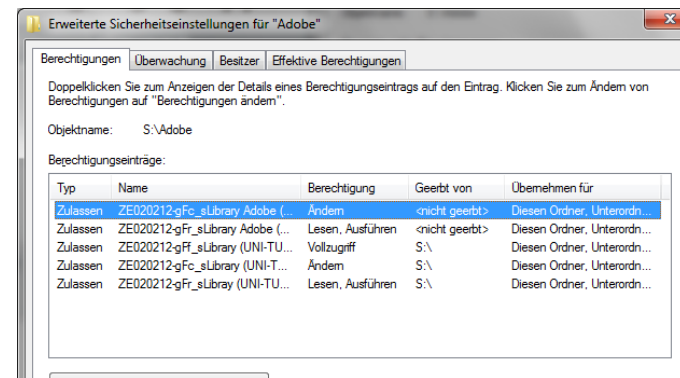 Erweiterte Sicherheitseinstellungen für "Adobe"
Berechtigungen Überwachung Besitzer Effektive Berechtigungen
Doppelklicken Sie zum Anzeigen der Details eines Berechtigungseintrags auf den Eintrag. Klicken Sie zum Ändern von
Berechtigungen auf "Berechtigungen ändern".
Objektname: S:\Adobe
Berechtigungseinträge:
Typ Name Berechtigung Geerbt von Übernehmen für
Zulassen ZE020212-gFc_sLibrary Adobe (... Ändern <nicht geerbt> Diesen Ordner, Unterordn...
Zulassen ZE020212-gFr_sLibrary Adobe (... Lesen, Ausführen <nicht geerbt> Diesen Ordner, Unterordn...
Zulassen ZE020212-gFf_sLibrary (UNI-TU... Vollzugriff S:\ Diesen Ordner, Unterordn...
Zulassen ZE020212-gFc_sLibrary (UNI-T... Ändern S:\ Diesen Ordner, Unterordn...
Zulassen ZE020212-gFr_sLibray (UNI-TU... Lesen, Ausführen S:\ Diesen Ordner, Unterordn...